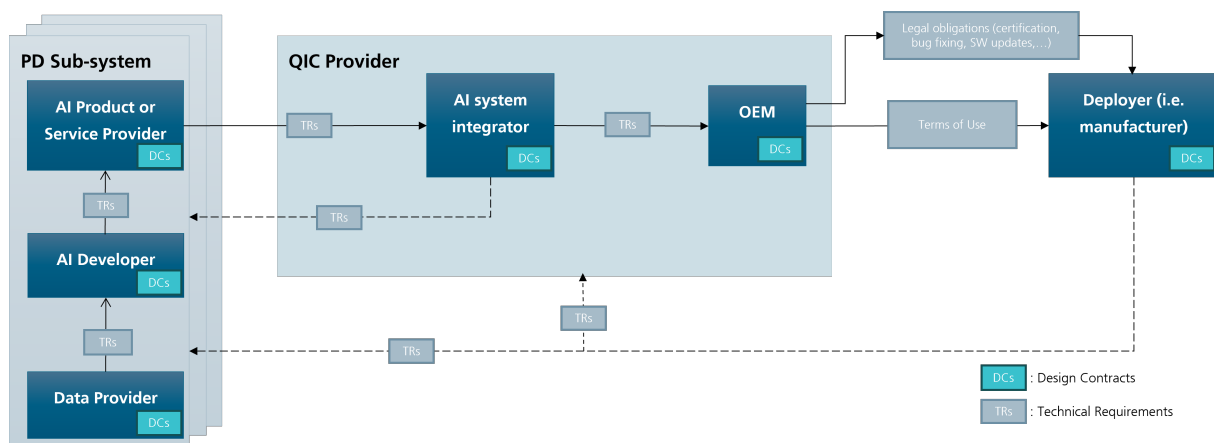 PD Sub-system
AI Product or
Service Provider
DCs
TRs
AI Developer
DCs
TRs
Data Provider
DCs
TRs
QIC Provider
AI system
integrator
DCs
TRs
OEM
DCs
TRs
Legal obligations (certification,
bug fixing, SW updates,...)
Terms of Use
Deployer (i.e.
manufacturer)
DCs
TRs
TRs
DCs : Design Contracts
TRs : Technical Requirements